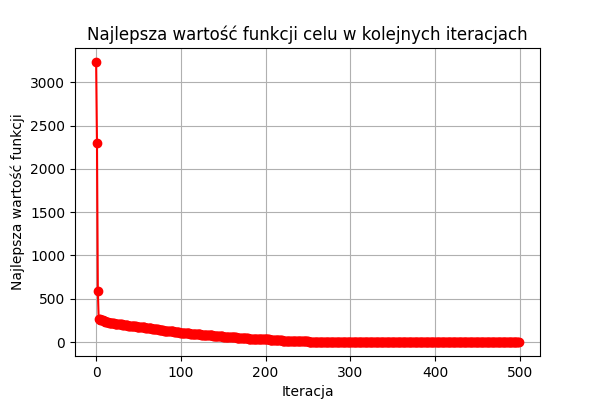 Najlepsza wartość funkcji celu w kolejnych iteracjach
Najlepsza wartość funkcji
3000
2500
2000
1500
1000
500
0
0 100 200 300 400 500
Iteracja